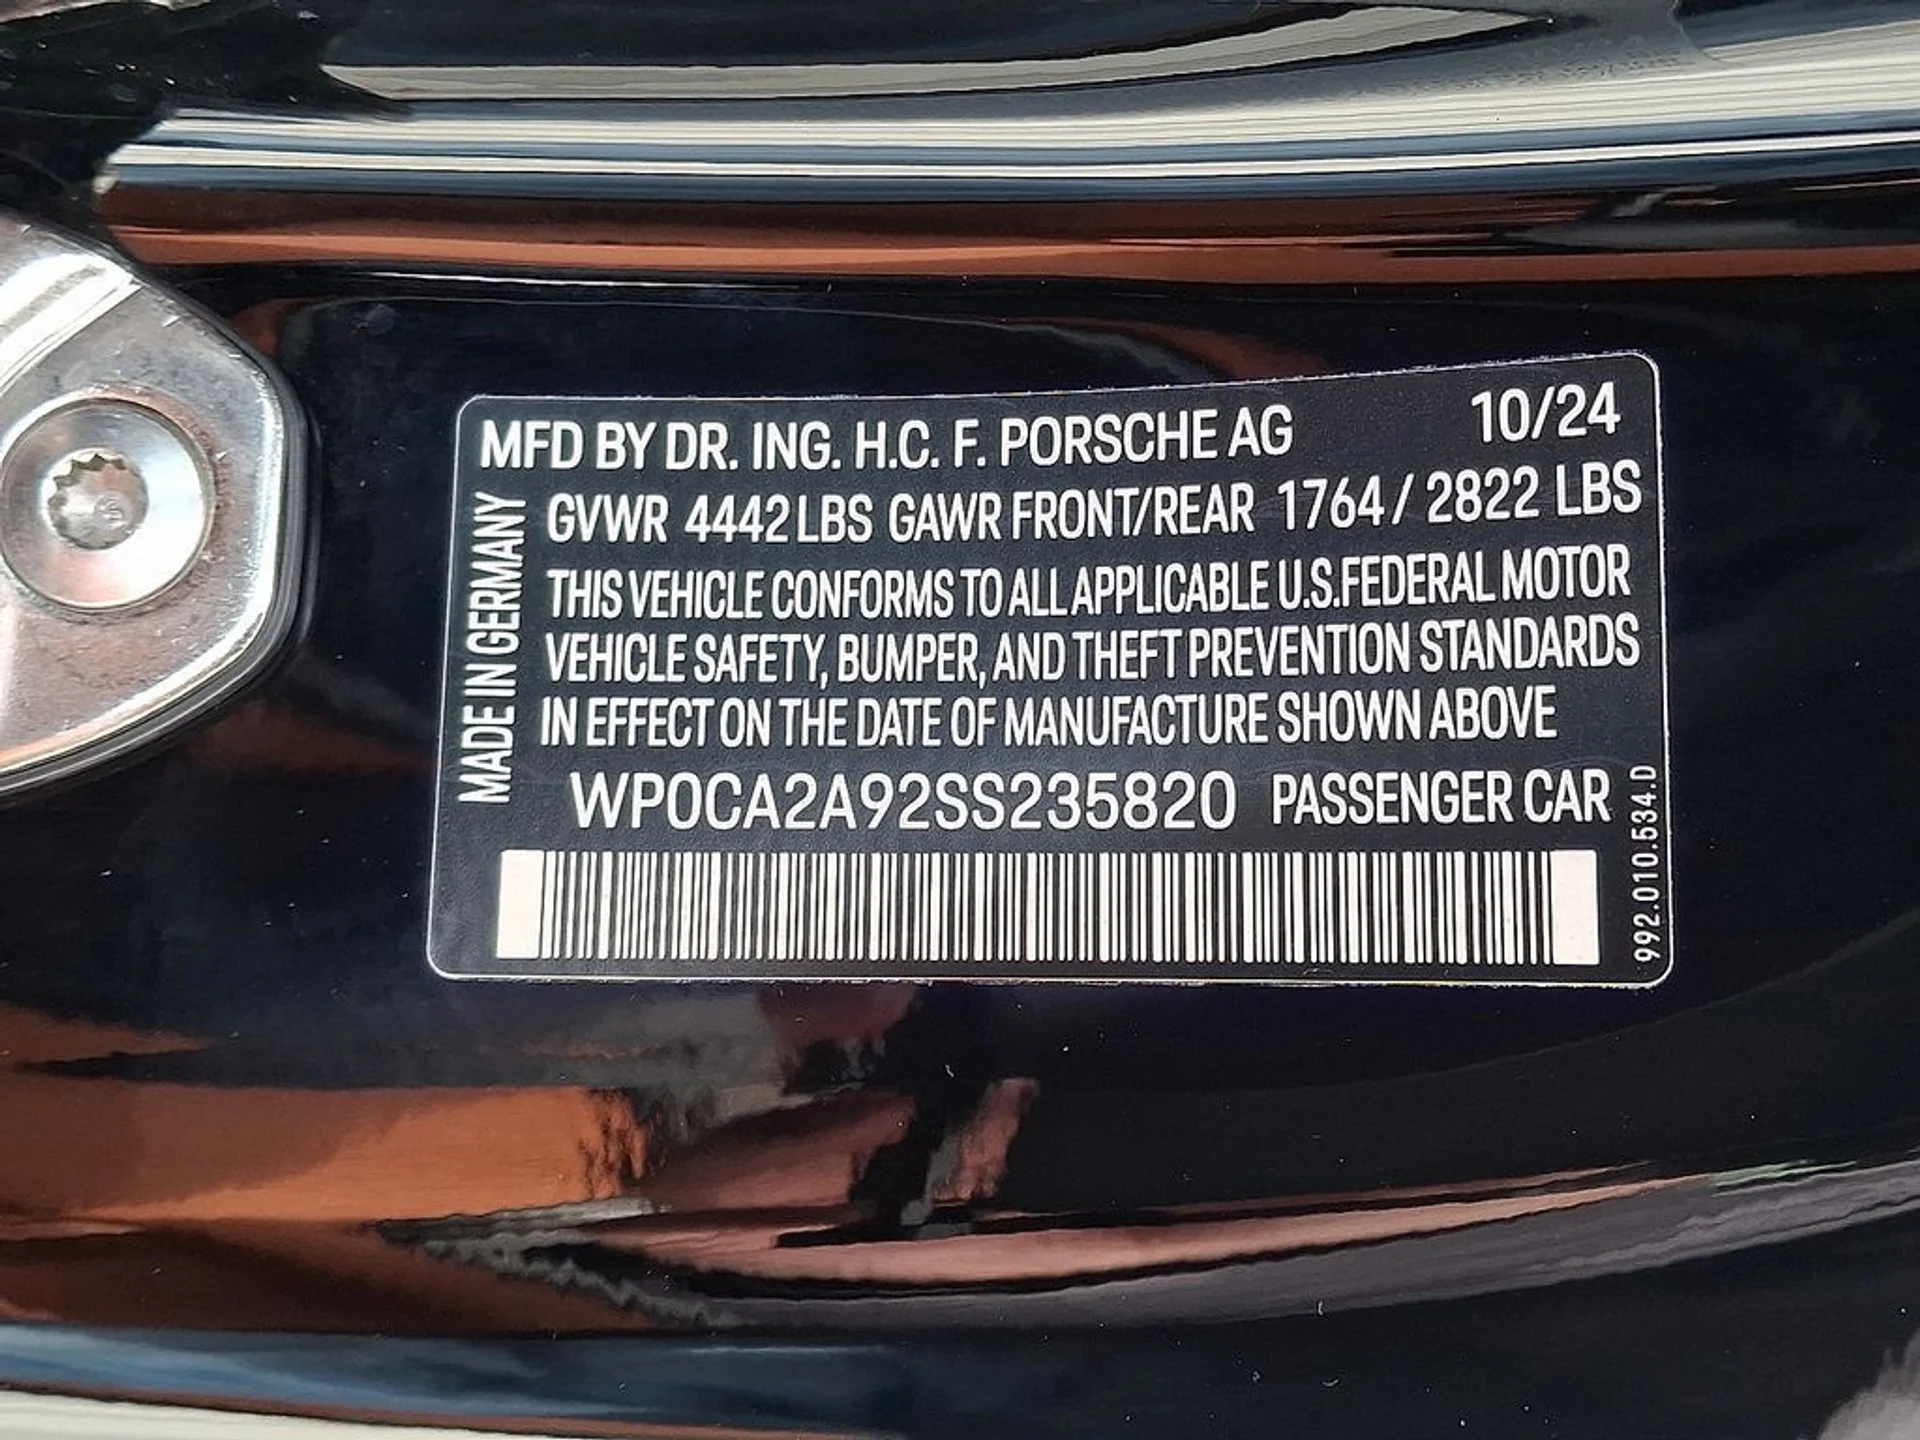 MFD BY DR. ING. H.C. F. PORSCHE AG 10/24
GVWR 4442 LBS GAWR FRONT/REAR 1764 / 2822 LBS
THIS VEHICLE CONFORMS TO ALL APPLICABLE U.S.FEDERAL MOTOR
VEHICLE SAFETY, BUMPER, AND THEFT PREVENTION STANDARDS
IN EFFECT ON THE DATE OF MANUFACTURE SHOWN ABOVE
WP0CA2A92SS235820 PASSENGER CAR
MADE IN GERMANY
992.010.534.D